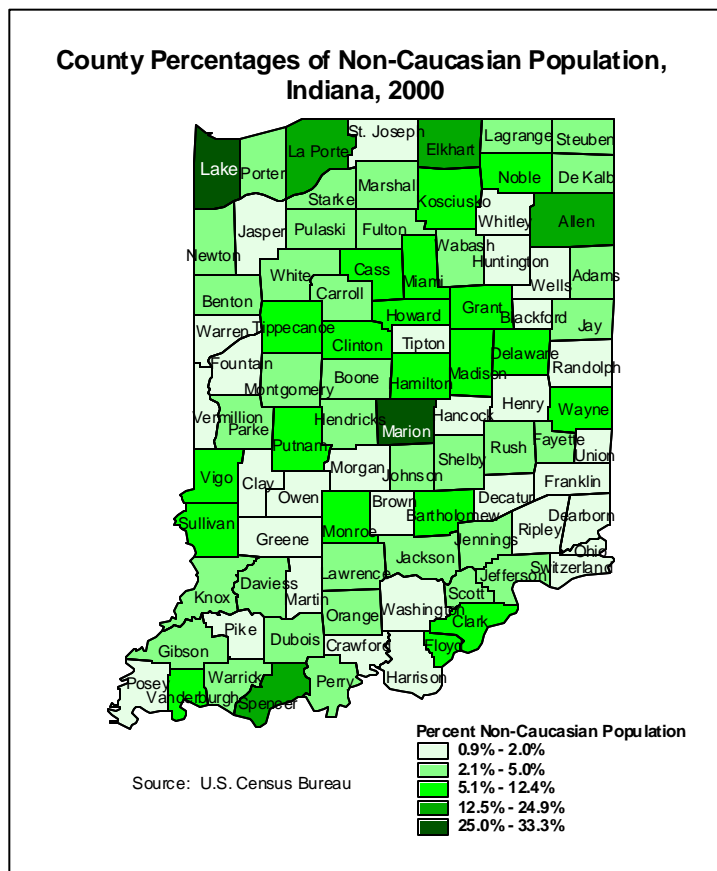 County Percentages of Non-Caucasian Population,
Indiana, 2000
St. Joseph
Lagrange
Steuben
La Porte
Elkhart
Lake
Porter
Noble
De Kalb
Marshall
Starke
Kosciusko
Whitley
Allen
Jasper
Pulaski
Fulton
Newton
Wabash
Huntington
White
Cass
Miami
Wells
Adams
Carroll
Benton
Grant
Howard
Blackford
Jay
Warren
Tippecanoe
Clinton
Tipton
Delaware
Fountain
Madison
Randolph
Montgomery
Boone
Hamilton
Henry
Vermillion
Hendricks
Hancock
Wayne
Parke
Marion
Putnam
Rush
Fayette
Union
Shelby
Morgan
Johnson
Vigo
Clay
Franklin
Owen
Brown
Decatur
Bartholomew
Dearborn
Sullivan
Monroe
Ripley
Greene
Jennings
Ohio
Jackson
Switzerland
Jefferson
Lawrence
Daviess
Knox
Martin
Scott
Washington
Orange
Clark
Pike
Dubois
Crawford
Floyd
Gibson
Harrison
Posey
Warrick
Perry
Vanderburgh
Spencer
Percent Non-Caucasian Population
0.9% - 2.0%
2.1% - 5.0%
5.1% - 12.4%
12.5% - 24.9%
25.0% - 33.3%
Source: U.S. Census Bureau